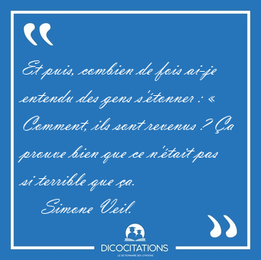 “
Et puis, combien de fois ai-je
entendu des gens s'étonner : «
Comment, ils sont revenus ? Ça
prouve bien que ce n'était pas
si terrible que ça.
Simone Veil.
”
DICOCITATIONS
LE DICTIONNAIRE DES CITATIONS